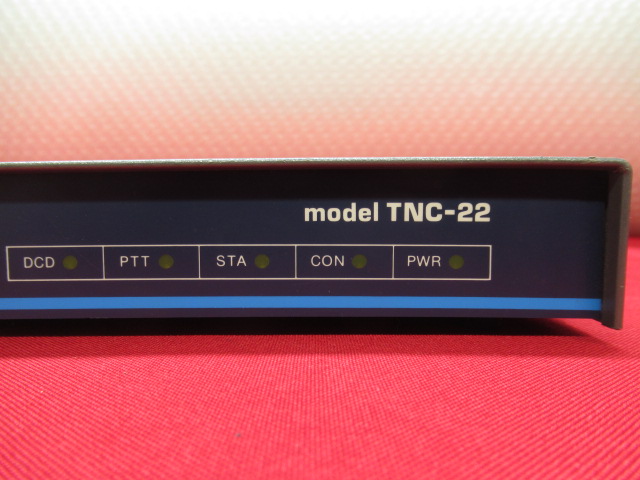 model TNC-22
DCD PTT STA CON PWR